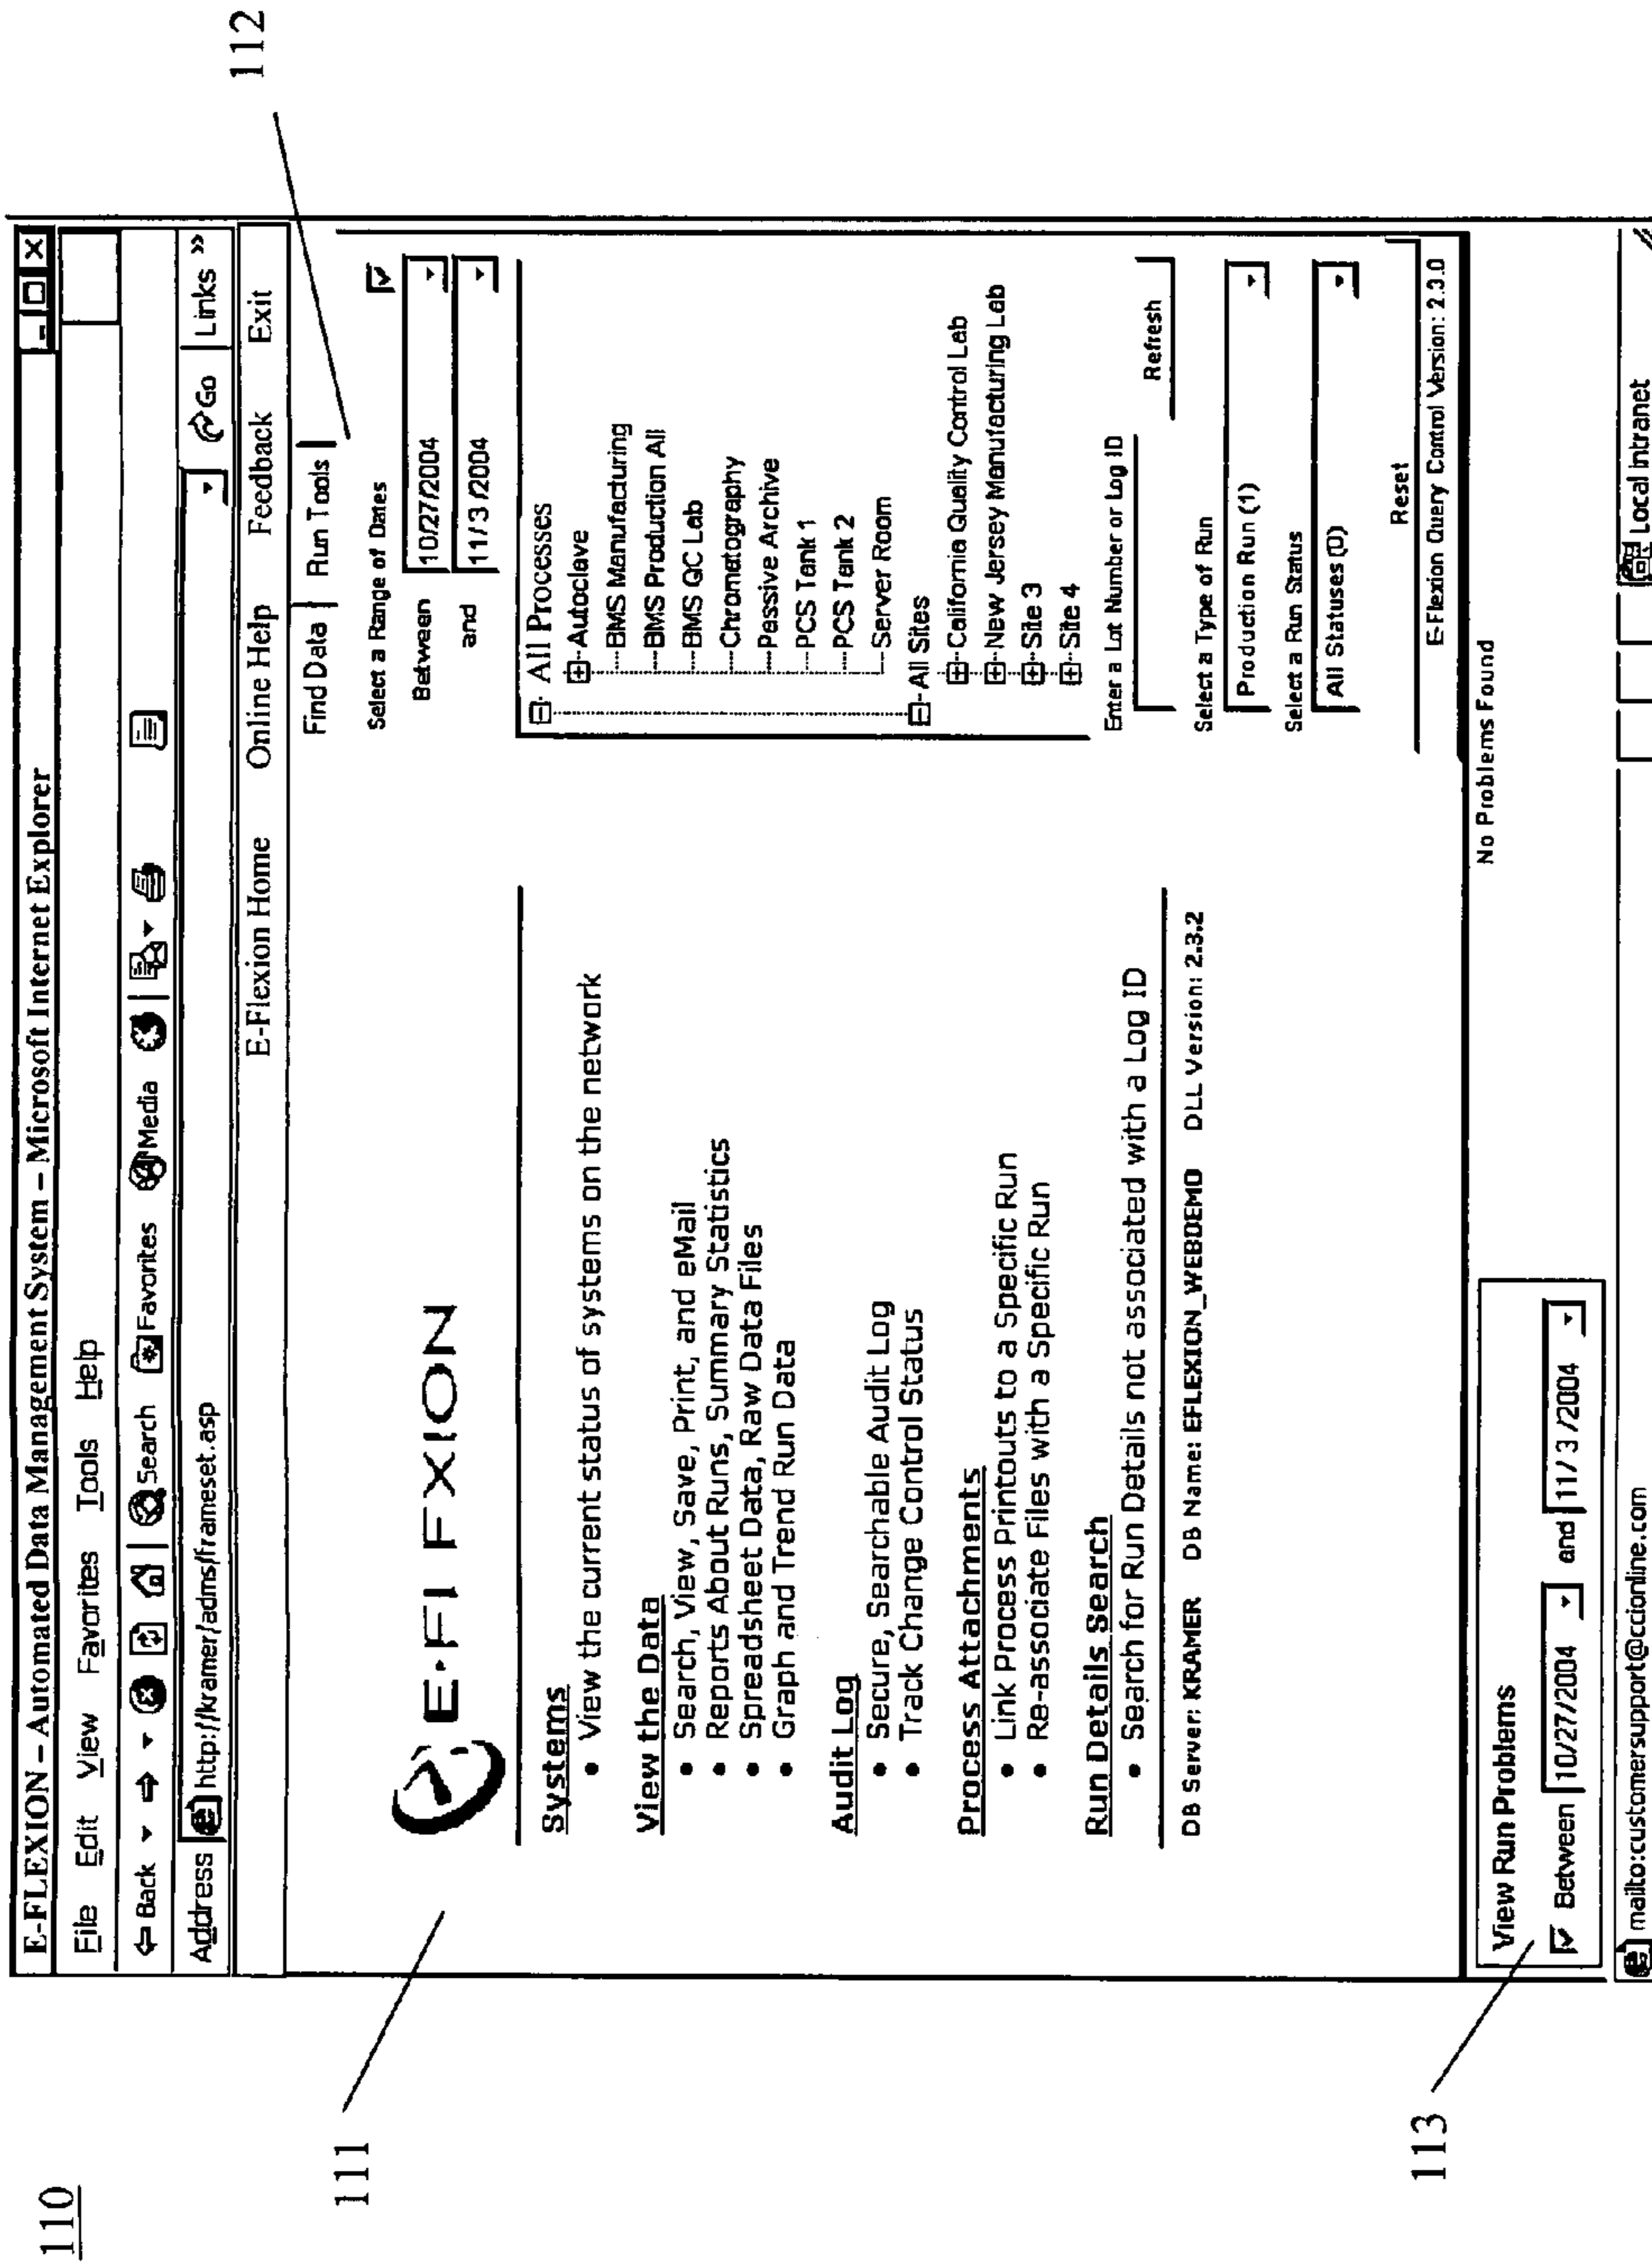 110
E-FLEXION – Automated Data Management System – Microsoft Internet Explorer
File Edit View Favorites Tools Help
Back Search Favorites Media
Address http://kramer/adms/frameset.asp Go Links »
E-Flexion Home Online Help Feedback Exit
111
E·FLEXION
Systems
• View the current status of systems on the network
View the Data
• Search, View, Save, Print, and eMail
• Reports About Runs, Summary Statistics
• Spreadsheet Data, Raw Data Files
• Graph and Trend Run Data
Audit Log
• Secure, Searchable Audit Log
• Track Change Control Status
Process Attachments
• Link Process Printouts to a Specific Run
• Re-associate Files with a Specific Run
Run Details Search
• Search for Run Details not associated with a Log ID
DB Server: KRAMER DB Name: EFLEXION_WEBDEMO DLL Version: 2.3.2
112
Find Data Run Tools
Select a Range of Dates
Between 10/27/2004
and 11/3/2004
All Processes
Autoclave
BMS Manufacturing
BMS Production All
BMS QC Lab
Chromatography
Passive Archive
PCS Tank 1
PCS Tank 2
Server Room
All Sites
California Quality Control Lab
New Jersey Manufacturing Lab
Site 3
Site 4
Enter a Lot Number or Log ID
Refresh
Select a Type of Run
Production Run (1)
Select a Run Status
All Statuses (0)
Reset
E-Flexion Query Control Version: 2.3.0
113
View Run Problems
Between 10/27/2004 and 11/3/2004
No Problems Found
mailto:customersupport@ccionline.com Local intranet